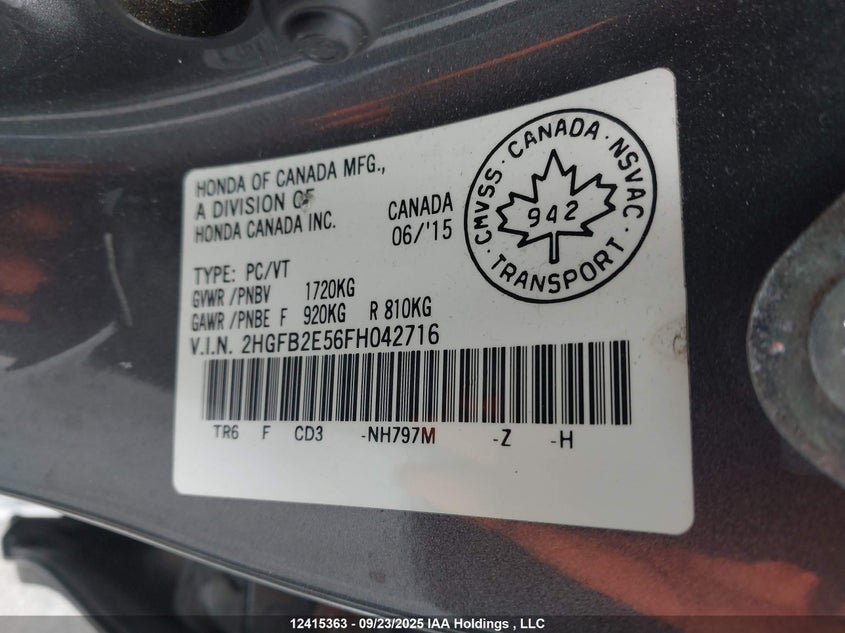 HONDA OF CANADA MFG.,
A DIVISION OF
HONDA CANADA INC.
CANADA
06/'15
TYPE: PC/VT
GVWR/PNBV 1720KG
GAWR/PNBE F 920KG R 810KG
V.I.N. 2HGFB2E56FH042716
TR6 F CD3 -NH797M -Z -H
CMVSS · CANADA · NSVAC
942
· TRANSPORT ·
12415363 - 09/23/2025 IAA Holdings , LLC